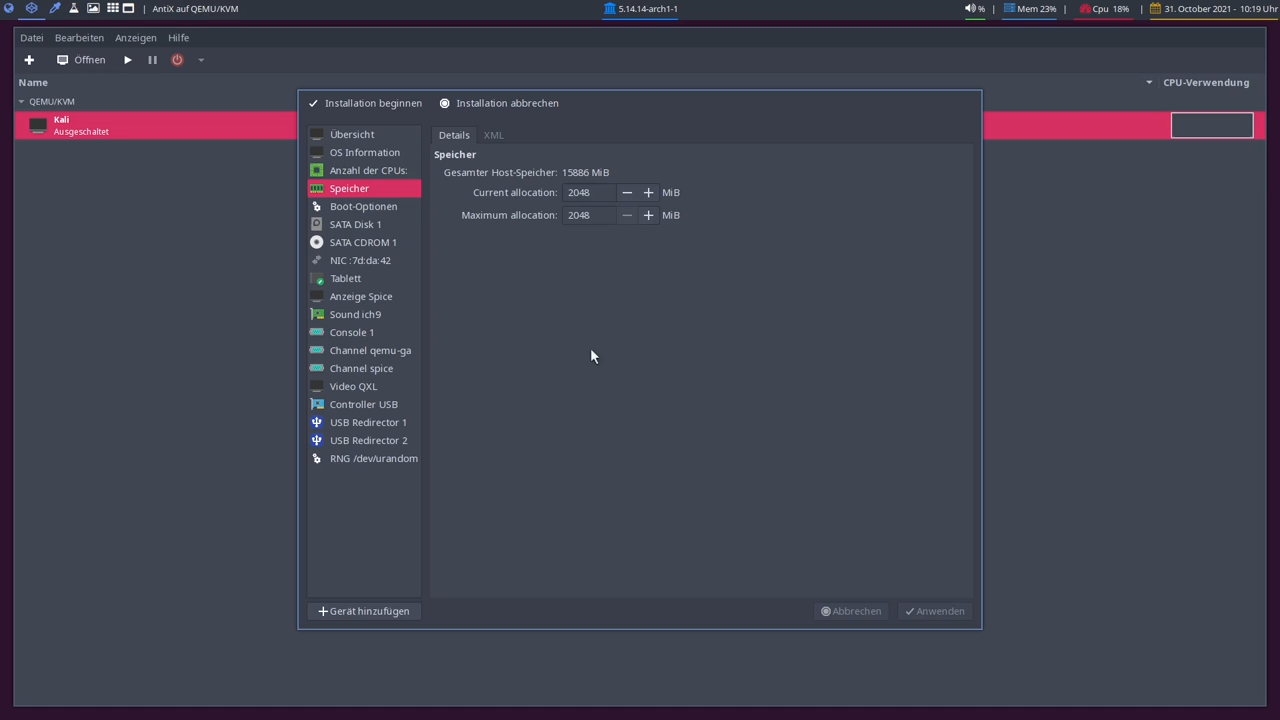 AntiX auf QEMU/KVM
5.14.14-arch1-1
% | Mem 23% | Cpu 18% | 31. October 2021 - 10:19 Uhr
Datei Bearbeiten Anzeigen Hilfe
Öffnen
Name CPU-Verwendung
QEMU/KVM
Kali
Ausgeschaltet
Installation beginnen Installation abbrechen
Übersicht
OS Information
Anzahl der CPUs:
Speicher
Boot-Optionen
SATA Disk 1
SATA CDROM 1
NIC :7d:da:42
Tablett
Anzeige Spice
Sound ich9
Console 1
Channel qemu-ga
Channel spice
Video QXL
Controller USB
USB Redirector 1
USB Redirector 2
RNG /dev/urandom
Gerät hinzufügen
Details XML
Speicher
Gesamter Host-Speicher: 15886 MiB
Current allocation: 2048 MiB
Maximum allocation: 2048 MiB
Abbrechen Anwenden